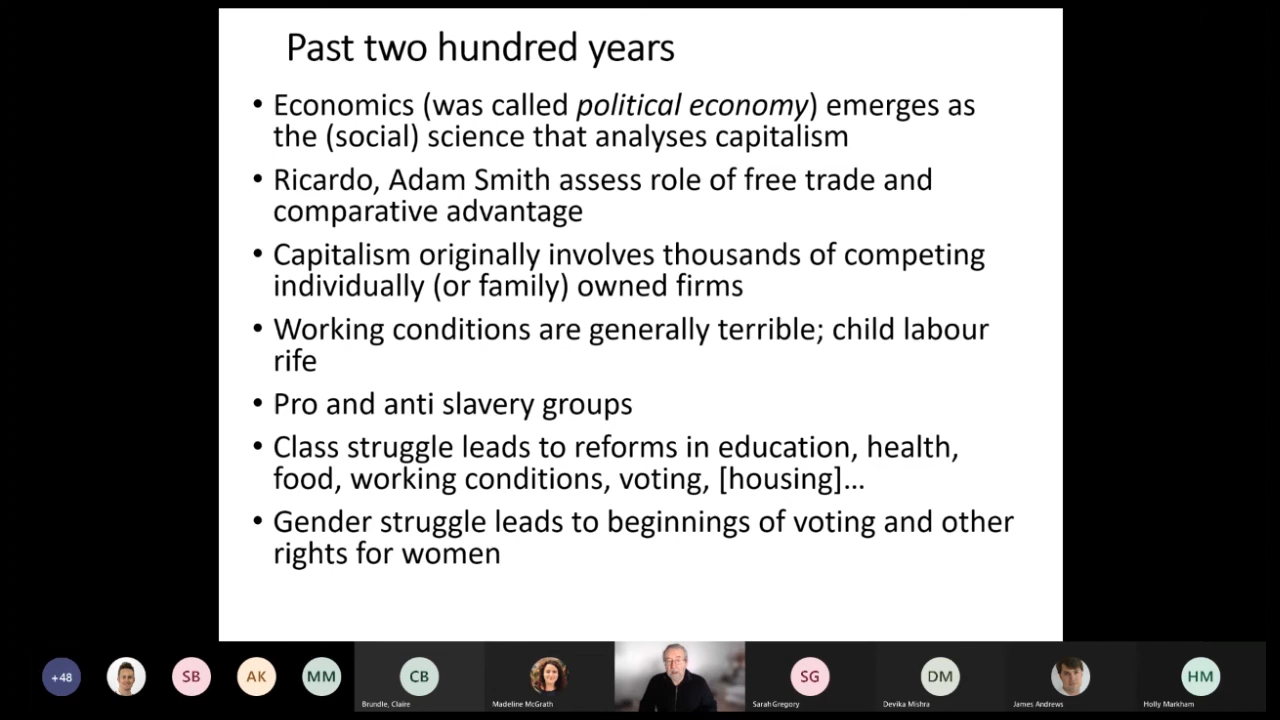 Past two hundred years
• Economics (was called political economy) emerges as
the (social) science that analyses capitalism
• Ricardo, Adam Smith assess role of free trade and
comparative advantage
• Capitalism originally involves thousands of competing
individually (or family) owned firms
• Working conditions are generally terrible; child labour
rife
• Pro and anti slavery groups
• Class struggle leads to reforms in education, health,
food, working conditions, voting, [housing]...
• Gender struggle leads to beginnings of voting and other
rights for women
+48
SB
AK
MM
CB
SG
DM
HM
Brundle, Claire
Madeline McGrath
Sarah Gregory
Devika Mishra
James Andrews
Holly Markham